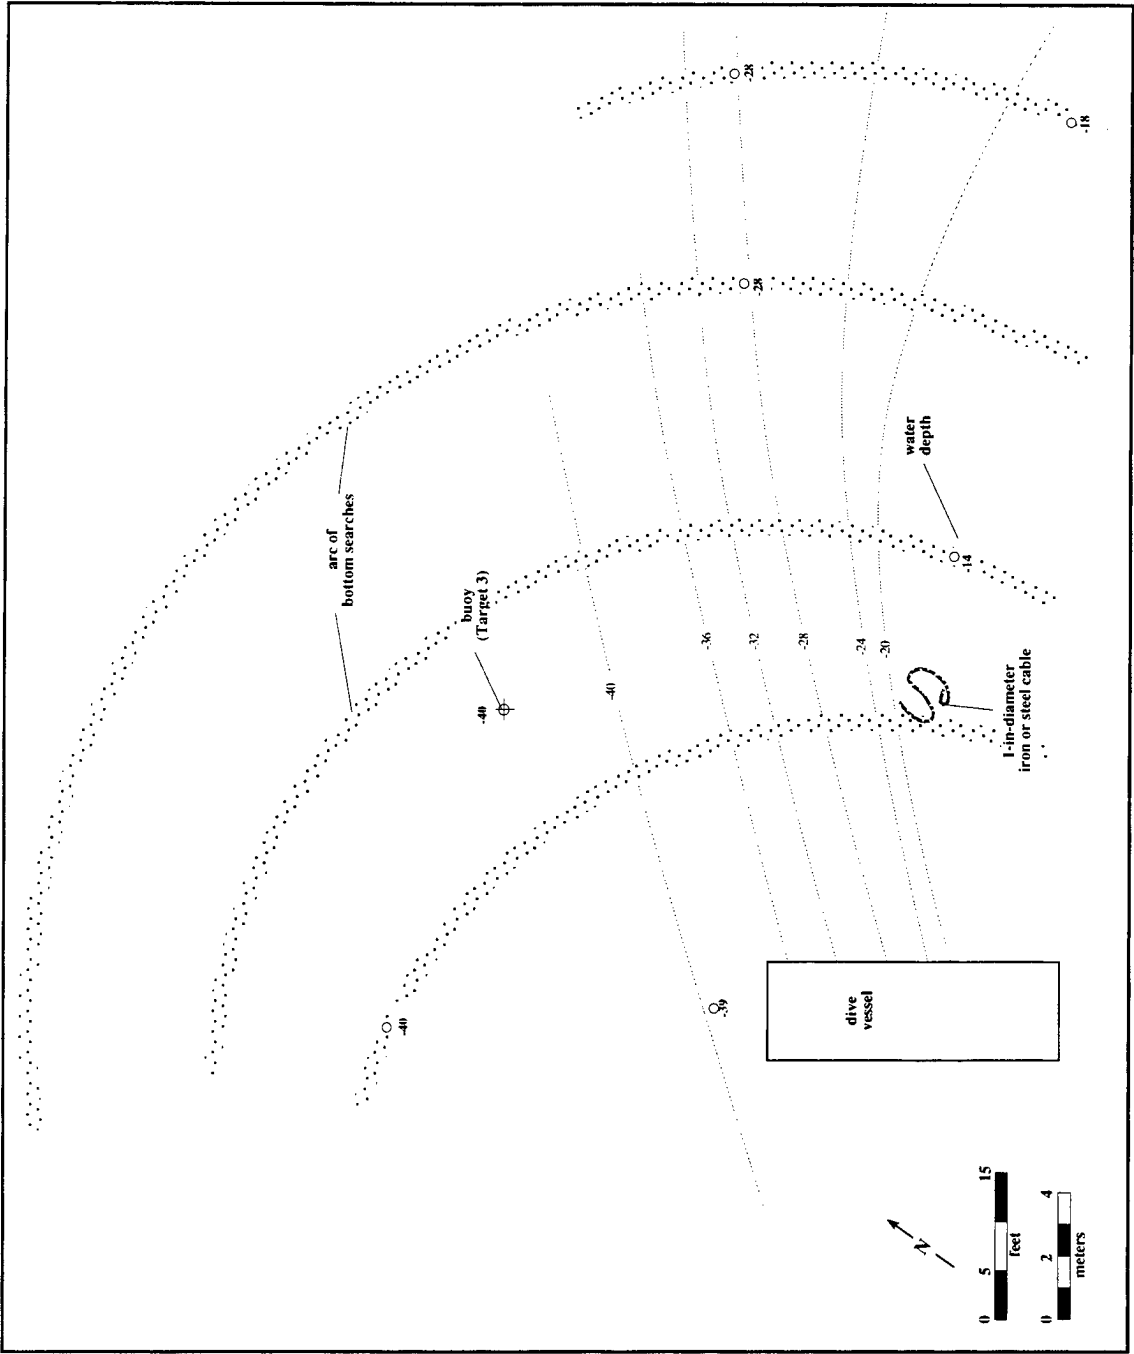 -28
-18
-28
water
depth
-14
arc of
bottom searches
buoy
(Target 3)
-40
-40
-36
-32
-28
-24
-20
1-in-diameter
iron or steel cable
-40
-39
dive
vessel
N
0 5 15
feet
0 2 4
meters